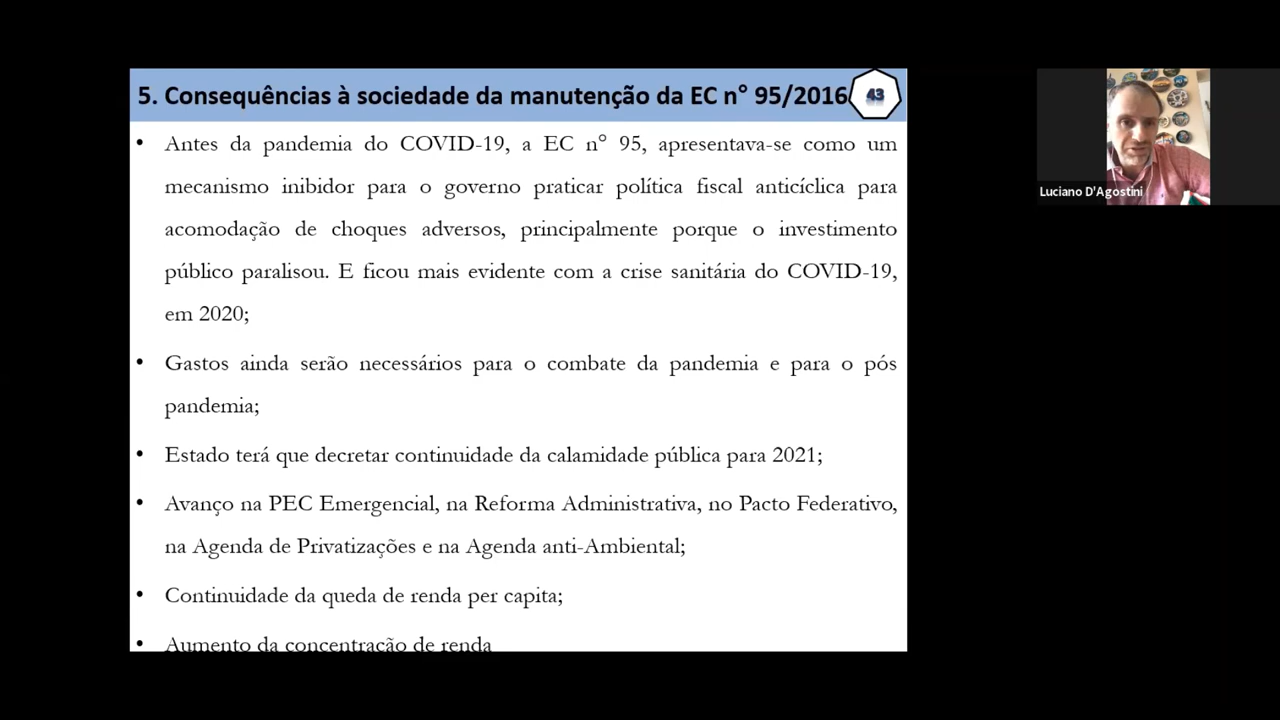 5. Consequências à sociedade da manutenção da EC n° 95/2016
43
• Antes da pandemia do COVID-19, a EC n° 95, apresentava-se como um
mecanismo inibidor para o governo praticar política fiscal anticíclica para
acomodação de choques adversos, principalmente porque o investimento
público paralisou. E ficou mais evidente com a crise sanitária do COVID-19,
em 2020;
• Gastos ainda serão necessários para o combate da pandemia e para o pós
pandemia;
• Estado terá que decretar continuidade da calamidade pública para 2021;
• Avanço na PEC Emergencial, na Reforma Administrativa, no Pacto Federativo,
na Agenda de Privatizações e na Agenda anti-Ambiental;
• Continuidade da queda de renda per capita;
• Aumento da concentração de renda
Luciano D'Agostini